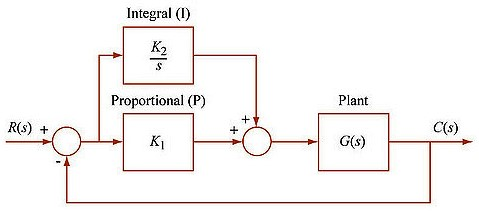 Integral (I)
K2
s
Proportional (P)
Plant
R(s) + + + C(s)
K1
G(s)
-